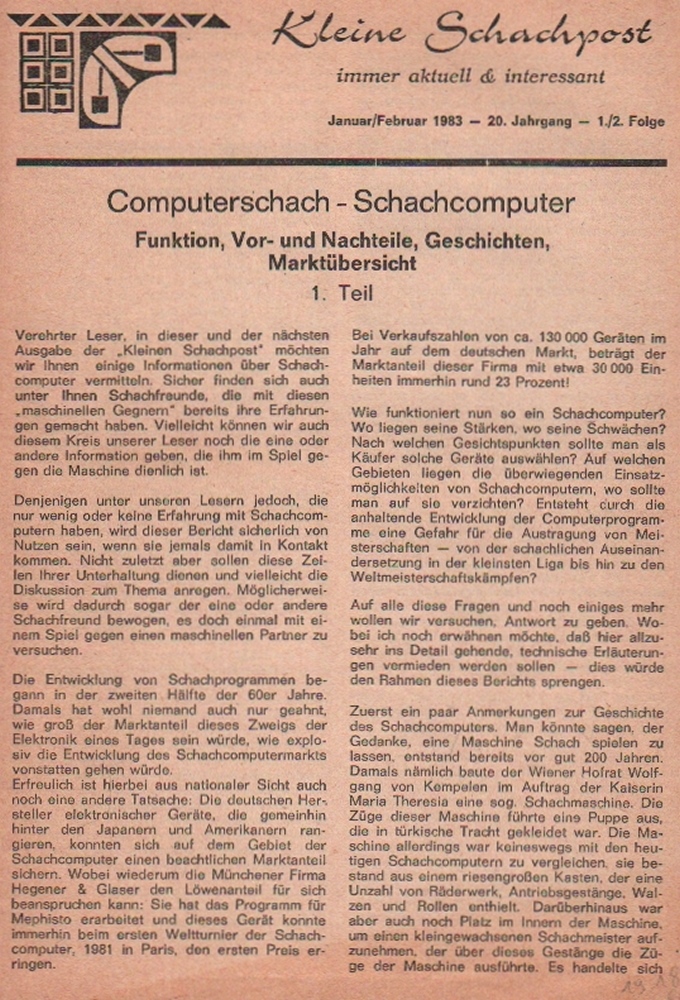 Kleine Schachpost
immer aktuell & interessant
Januar/Februar 1983 — 20. Jahrgang — 1./2. Folge
Computerschach - Schachcomputer
Funktion, Vor- und Nachteile, Geschichten,
Marktübersicht
1. Teil
Verehrter Leser, in dieser und der nächsten
Ausgabe der „Kleinen Schachpost" möchten
wir Ihnen einige Informationen über Schach-
computer vermitteln. Sicher finden sich auch
unter Ihnen Schachfreunde, die mit diesen
„maschinellen Gegnern" bereits ihre Erfahrun-
gen gemacht haben. Vielleicht können wir auch
diesem Kreis unserer Leser noch die eine oder
andere Information geben, die ihm im Spiel ge-
gen die Maschine dienlich ist.
Denjenigen unter unseren Lesern jedoch, die
nur wenig oder keine Erfahrung mit Schachcom-
putern haben, wird dieser Bericht sicherlich von
Nutzen sein, wenn sie jemals damit in Kontakt
kommen. Nicht zuletzt aber sollen diese Zei-
len Ihrer Unterhaltung dienen und vielleicht die
Diskussion zum Thema anregen. Möglicherwei-
se wird dadurch sogar der eine oder andere
Schachfreund bewogen, es doch einmal mit ei-
nem Spiel gegen einen maschinellen Partner zu
versuchen.
Die Entwicklung von Schachprogrammen be-
gann in der zweiten Hälfte der 60er Jahre.
Damals hat wohl niemand auch nur geahnt,
wie groß der Marktanteil dieses Zweigs der
Elektronik eines Tages sein würde, wie explo-
siv die Entwicklung des Schachcomputermarkts
vonstatten gehen würde.
Erfreulich ist hierbei aus nationaler Sicht auch
noch eine andere Tatsache: Die deutschen Her-
steller elektronischer Geräte, die gemeinhin
hinter den Japanern und Amerikanern ran-
gieren, konnten sich auf dem Gebiet der
Schachcomputer einen beachtlichen Marktanteil
sichern. Wobei wiederum die Münchener Firma
Hegener & Glaser den Löwenanteil für sich
beanspruchen kann: Sie hat das Programm für
Mephisto erarbeitet und dieses Gerät konnte
immerhin beim ersten Weltturnier der Schach-
computer, 1981 in Paris, den ersten Preis er-
ringen.
Bei Verkaufszahlen von ca. 130 000 Geräten im
Jahr auf dem deutschen Markt, beträgt der
Marktanteil dieser Firma mit etwa 30 000 Ein-
heiten immerhin rund 23 Prozent!
Wie funktioniert nun so ein Schachcomputer?
Wo liegen seine Stärken, wo seine Schwächen?
Nach welchen Gesichtspunkten sollte man als
Käufer solche Geräte auswählen? Auf welchen
Gebieten liegen die überwiegenden Einsatz-
möglichkeiten von Schachcomputern, wo sollte
man auf sie verzichten? Entsteht durch die
anhaltende Entwicklung der Computerprogram-
me eine Gefahr für die Austragung von Mei-
sterschaften — von der schachlichen Auseinan-
dersetzung in der kleinsten Liga bis hin zu den
Weltmeisterschaftskämpfen?
Auf alle diese Fragen und noch einiges mehr
wollen wir versuchen, Antwort zu geben. Wo-
bei ich noch erwähnen möchte, daß hier allzu-
sehr ins Detail gehende, technische Erläuterun-
gen vermieden werden sollen — dies würde
den Rahmen dieses Berichts sprengen.
Zuerst ein paar Anmerkungen zur Geschichte
des Schachcomputers. Man könnte sagen, der
Gedanke, eine Maschine Schach spielen zu
lassen, entstand bereits vor gut 200 Jahren.
Damals nämlich baute der Wiener Hofrat Wolf-
gang von Kempelen im Auftrag der Kaiserin
Maria Theresia eine sog. Schachmaschine. Die
Züge dieser Maschine führte eine Puppe aus,
die in türkische Tracht gekleidet war. Die Ma-
schine allerdings war keineswegs mit den heu-
tigen Schachcomputern zu vergleichen, sie be-
stand aus einem riesengroßen Kasten, der eine
Unzahl von Räderwerk, Antriebsgestänge, Wal-
zen und Rollen enthielt. Darüberhinaus war
aber auch noch Platz im Innern der Maschine,
um einen kleingewachsenen Schachmeister auf-
zunehmen, der über dieses Gestänge die Zü-
ge der Maschine ausführte. Es handelte sich